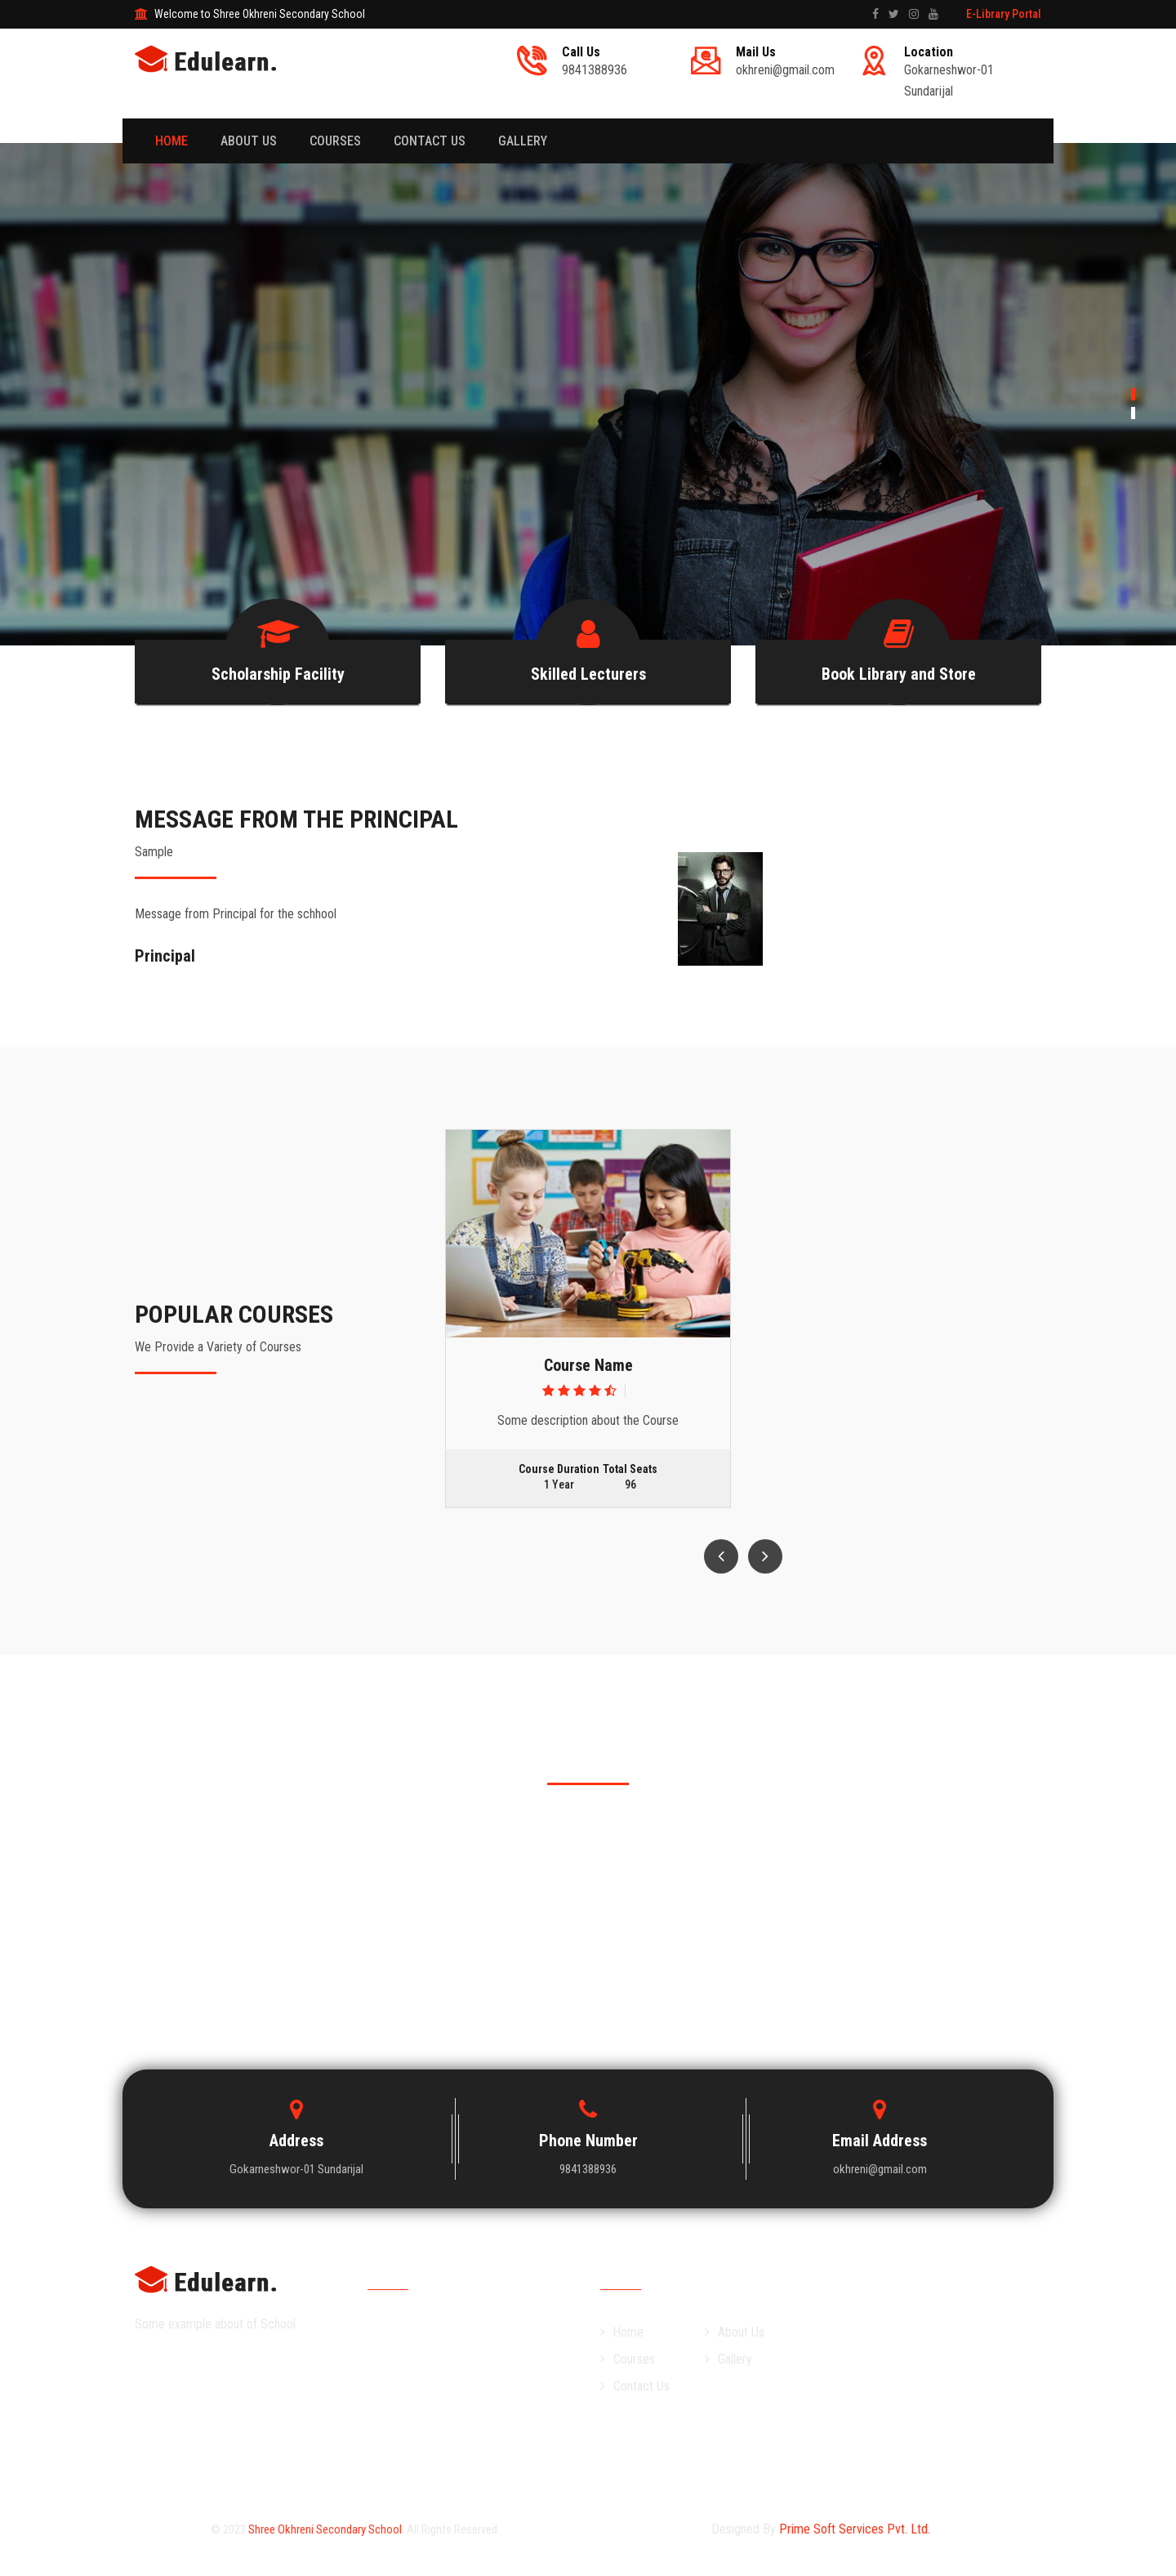 Welcome to Shree Okhreni Secondary School
E-Library Portal
Edulearn.
Call Us
9841388936
Mail Us
okhreni@gmail.com
Location
Gokarneshwor-01
Sundarijal
HOME ABOUT US COURSES CONTACT US GALLERY
Scholarship Facility
Skilled Lecturers
Book Library and Store
MESSAGE FROM THE PRINCIPAL
Sample
Message from Principal for the schhool
Principal
POPULAR COURSES
We Provide a Variety of Courses
Course Name
Some description about the Course
Course Duration Total Seats
1 Year 96
Address
Gokarneshwor-01 Sundarijal
Phone Number
9841388936
Email Address
okhreni@gmail.com
Edulearn.
Some example about of School
Home
About Us
Courses
Gallery
Contact Us
© 2023 Shree Okhreni Secondary School. All Rights Reserved
Designed By Prime Soft Services Pvt. Ltd.